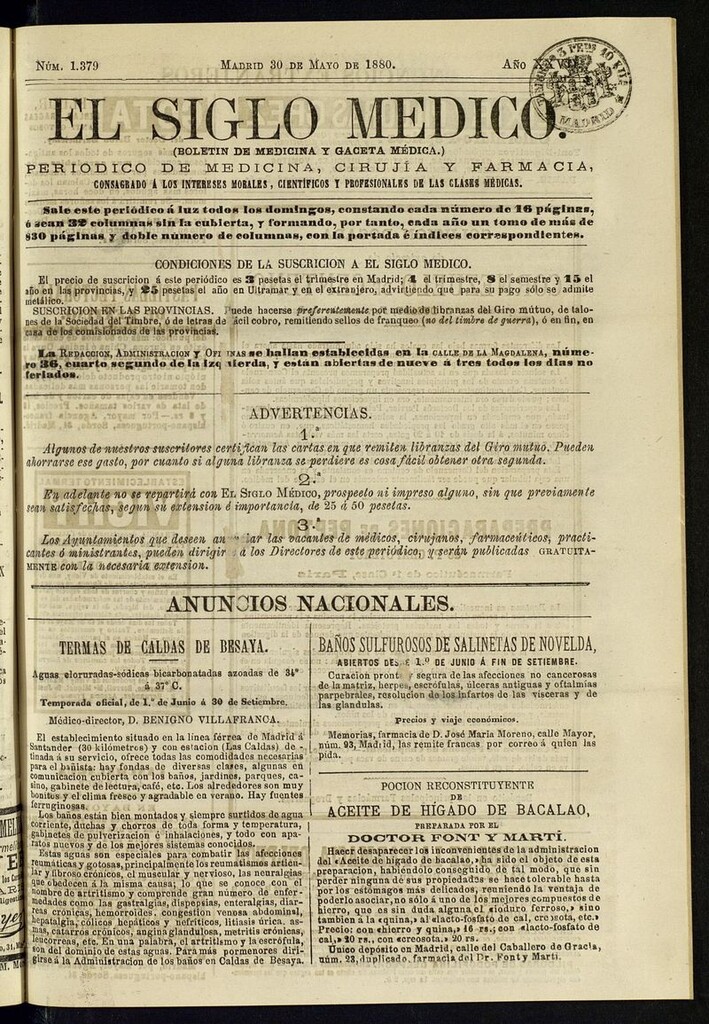 NÚM. 1.379 MADRID 30 DE MAYO DE 1880. AÑO
EL SIGLO MEDICO.
(BOLETIN DE MEDICINA Y GACETA MÉDICA.)
PERIODICO DE MEDICINA, CIRUJÍA Y FARMACIA,
CONSAGRADO Á LOS INTERESES MORALES, CIENTÍFICOS Y PROFESIONALES DE LAS CLASES MÉDICAS.
Sale este periódico á luz todos los domingos, constando cada número de 16 páginas,
ó sean 32 columnas sin la cubierta, y formando, por tanto, cada año un tomo de más de
830 páginas y doble número de columnas, con la portada é índices correspondientes.
CONDICIONES DE LA SUSCRICION A EL SIGLO MEDICO.
El precio de suscricion á este periódico es 3 pesetas el trimestre en Madrid; 4 el trimestre, 8 el semestre y 15 el
año en las provincias, y 25 pesetas el año en Ultramar y en el extranjero, advirtiendo que para su pago sólo se admite
metálico.
SUSCRICION EN LAS PROVINCIAS. Puede hacerse preferentemente por medio de libranzas del Giro mútuo, de talo-
nes de la Sociedad del Timbre, ó de letras de fácil cobro, remitiendo sellos de franqueo (no del timbre de guerra), ó en fin, en
casa de los comisionados de las provincias.
La REDACCION, ADMINISTRACION Y OFI INAS se hallan establecidas en la CALLE DE LA MAGDALENA, núme-
ro 36, cuarto segundo de la izq ierda, y están abiertas de nueve á tres todos los dias no
feriados.
ADVERTENCIAS.
1.ª
Algunos de nuestros suscritores certifican las cartas en que remiten libranzas del Giro mutuo. Pueden
ahorrarse ese gasto, por cuanto si alguna libranza se perdiere es cosa fácil obtener otra segunda.
2.ª
En adelante no se repartirá con EL SIGLO MÉDICO, prospecto ni impreso alguno, sin que previamente
sean satisfechas, segun su extension é importancia, de 25 á 50 pesetas.
3.ª
Los Ayuntamientos que deseen an iar las vacantes de médicos, cirujanos, farmacéuticos, practi-
cantes ó ministrantes, pueden dirigir á los Directores de este periódico, y serán publicadas GRATUITA-
MENTE con la necesaria extension.
ANUNCIOS NACIONALES.
TERMAS DE CALDAS DE BESAYA.
Aguas cloruradas-sódicas bicarbonatadas azoadas de 34º
á 37º C.
Temporada oficial, de 1.º de Junio á 30 de Setiembre.
Médico-director, D. BENIGNO VILLAFRANCA.
El establecimiento situado en la línea férrea de Madrid á
Santander (30 kilómetros) y con estacion (Las Caldas) de -
tinada á su servicio, ofrece todas las comodidades necesarias
para el bañista: hay fondas de diversas clases, algunas en
comunicacion cubierta con los baños, jardines, parques, ca-
sino, gabinete de lectura, café, etc. Los alrededores son muy
bonitos y el clima fresco y agradable en verano. Hay fuentes
ferruginosas.
Los baños están bien montados y siempre surtidos de agua
corriente, duchas y chorros de toda forma y temperatura,
gabinetes de pulverizacion é inhalaciones, y todo con apa-
ratos nuevos y de los mejores sistemas conocidos.
Estas aguas son especiales para combatir las afecciones
reumáticas y gotosas, principalmente los reumatismos articular
y fibroso crónicos, el muscular y nervioso, las neuralgias
que obedecen á la misma causa; lo que se conoce con el
nombre de artritismo y comprende gran número de enfer-
medades como las gastralgias, dispepsias, enteralgias, diar-
reas crónicas, hemorroides, congestion venosa abdominal,
hepatalgia, cólicos hepáticos y nefríticos, litiasis úrica, as-
mas, catarros crónicos, angina glandulosa, metritis crónicas,
leucorreas, etc. En una palabra, el artritismo y la escrófula,
son del dominio de estas aguas. Para más pormenores diri-
girse á la Administracion de los baños en Caldas de Besaya.
BAÑOS SULFUROSOS DE SALINETAS DE NOVELDA,
ABIERTOS DESDE 1.º DE JUNIO Á FIN DE SETIEMBRE.
Curacion pront y segura de las afecciones no cancerosas
de la matriz, herpes, escrófulas, úlceras antiguas y oftalmías
parpebrales, resolucion de los infartos de las vísceras y de
las glándulas.
Precios y viaje económicos.
Memorias, farmacia de D. José María Moreno, calle Mayor,
núm. 93, Madrid, las remite francas por correo á quien las
pida.
POCION RECONSTITUYENTE
DE
ACEITE DE HÍGADO DE BACALAO,
PREPARADA POR EL
DOCTOR FONT Y MARTÍ.
Hacer desaparecer los inconvenientes de la administracion
del «Aceite de hígado de bacalao,» ha sido el objeto de esta
preparacion, habiéndolo conseguido de tal modo, que sin
perder ninguna de sus propiedades se hace tolerable hasta
por los estómagos más delicados, reuniendo la ventaja de
poderlo asociar, no sólo á uno de los mejores compuestos de
hierro, que es sin duda alguna el «ioduro ferroso,» sino
tambien á la «quina,» al «lacto-fosfato de cal, creosota, etc.»
Precio: con «hierro y quina,» 16 rs.; con «lacto-fosfato de
cal,» 20 rs., con «creosota,» 20 rs.
Unico depósito en Madrid, calle del Caballero de Gracia,
núm. 23, duplicado, farmacia del Dr. Font y Martí.